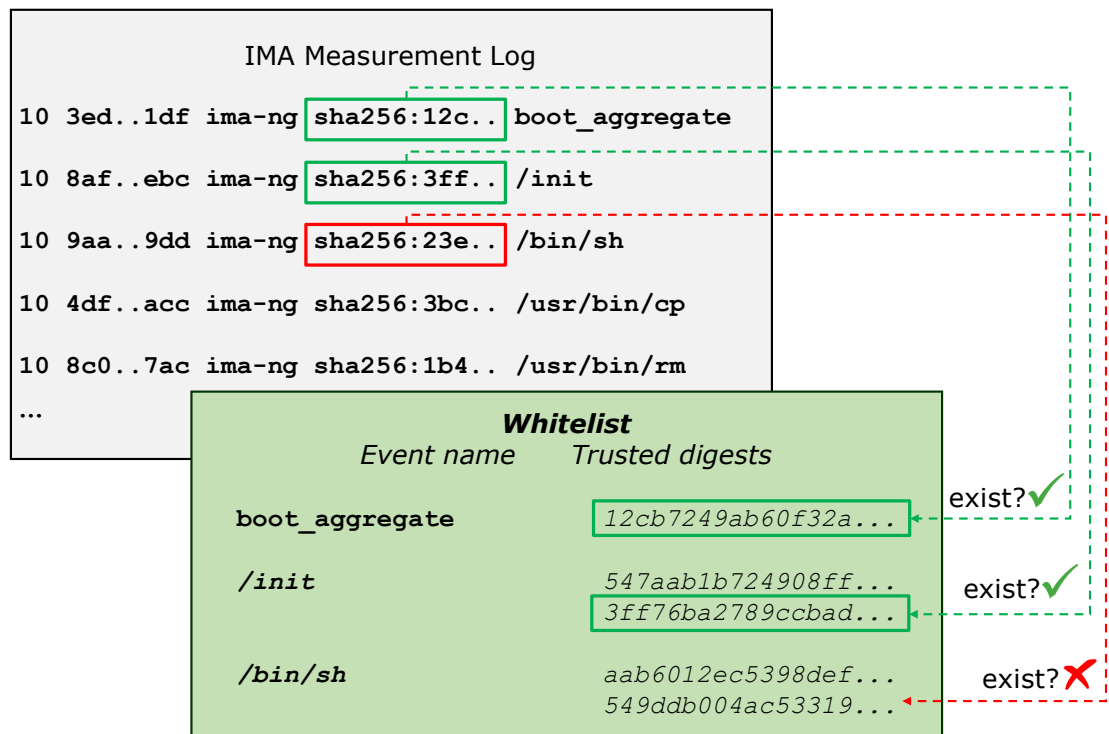 IMA Measurement Log
10 3ed..1df ima-ng sha256:12c.. boot_aggregate
10 8af..ebc ima-ng sha256:3ff.. /init
10 9aa..9dd ima-ng sha256:23e.. /bin/sh
10 4df..acc ima-ng sha256:3bc.. /usr/bin/cp
10 8c0..7ac ima-ng sha256:1b4.. /usr/bin/rm
...
Whitelist
Event name Trusted digests
boot_aggregate 12cb7249ab60f32a...
exist?
/init 547aab1b724908ff...
exist?
3ff76ba2789ccbad...
/bin/sh aab6012ec5398def...
exist?
549ddb004ac53319...